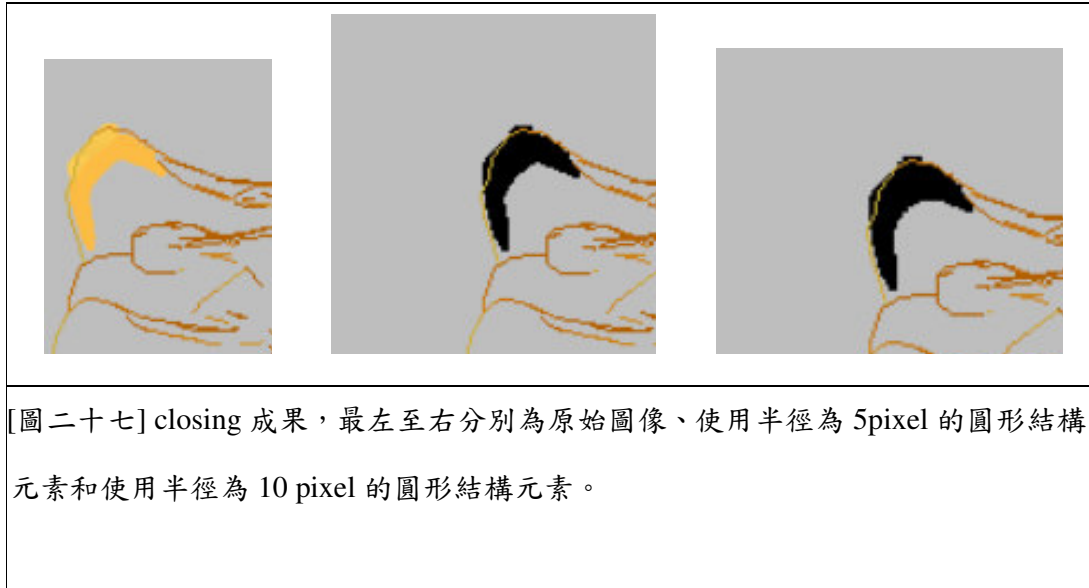 [圖二十七] closing 成果，最左至右分別為原始圖像、使用半徑為 5pixel 的圓形結構
元素和使用半徑為 10 pixel 的圓形結構元素。